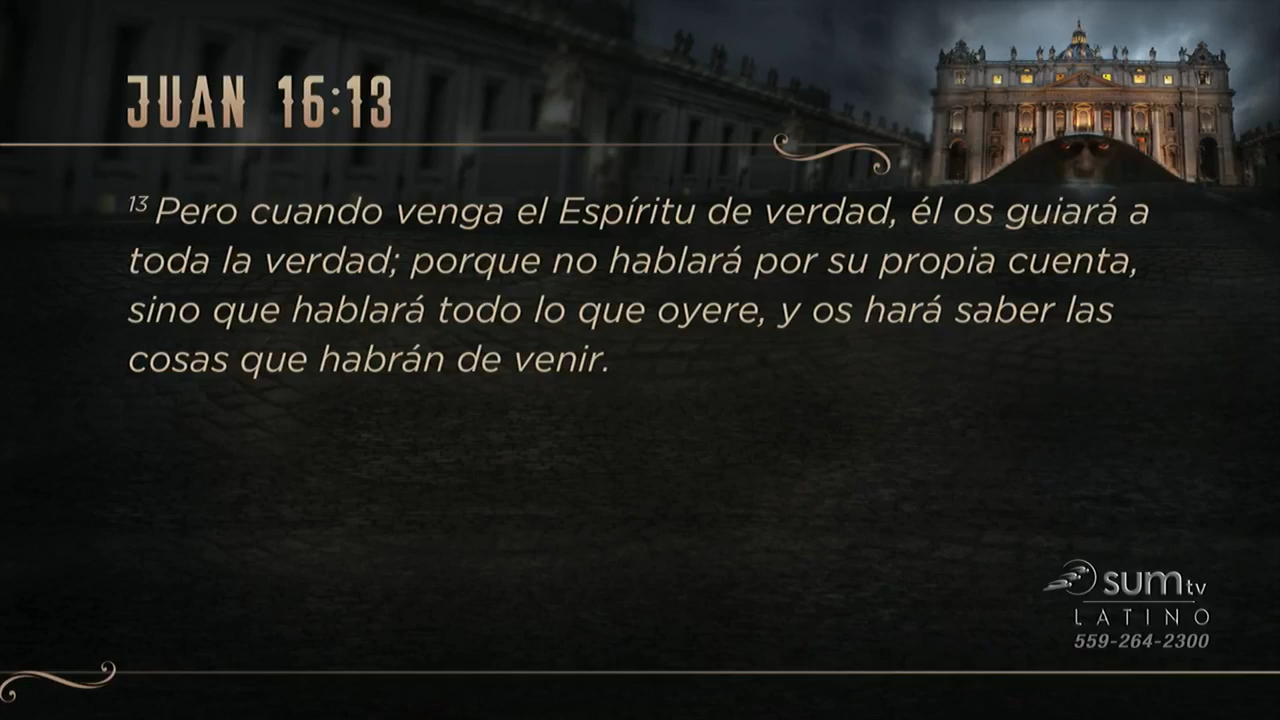 JUAN 16:13
13 Pero cuando venga el Espíritu de verdad, él os guiará a
toda la verdad; porque no hablará por su propia cuenta,
sino que hablará todo lo que oyere, y os hará saber las
cosas que habrán de venir.
sumtv
LATINO
559-264-2300